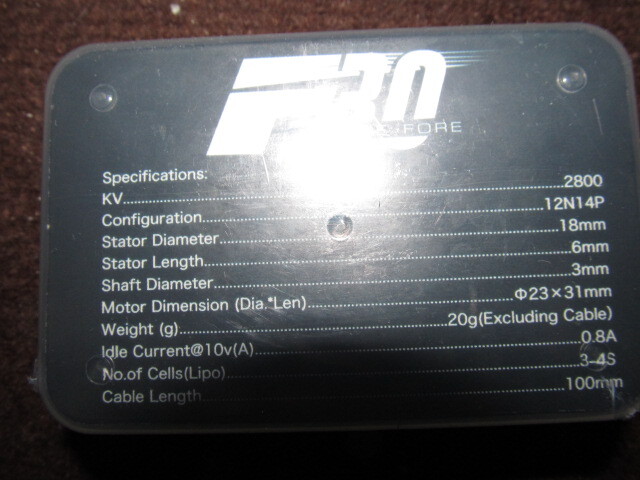 FORE
Specifications:
KV....................2800
Configuration....................12N14P
Stator Diameter....................18mm
Stator Length....................6mm
Shaft Diameter....................3mm
Motor Dimension (Dia.*Len)....................Φ23×31mm
Weight (g)....................20g(Excluding Cable)
Idle Current@10v(A)....................0.8A
No.of Cells(Lipo)....................3-4S
Cable Length....................100mm